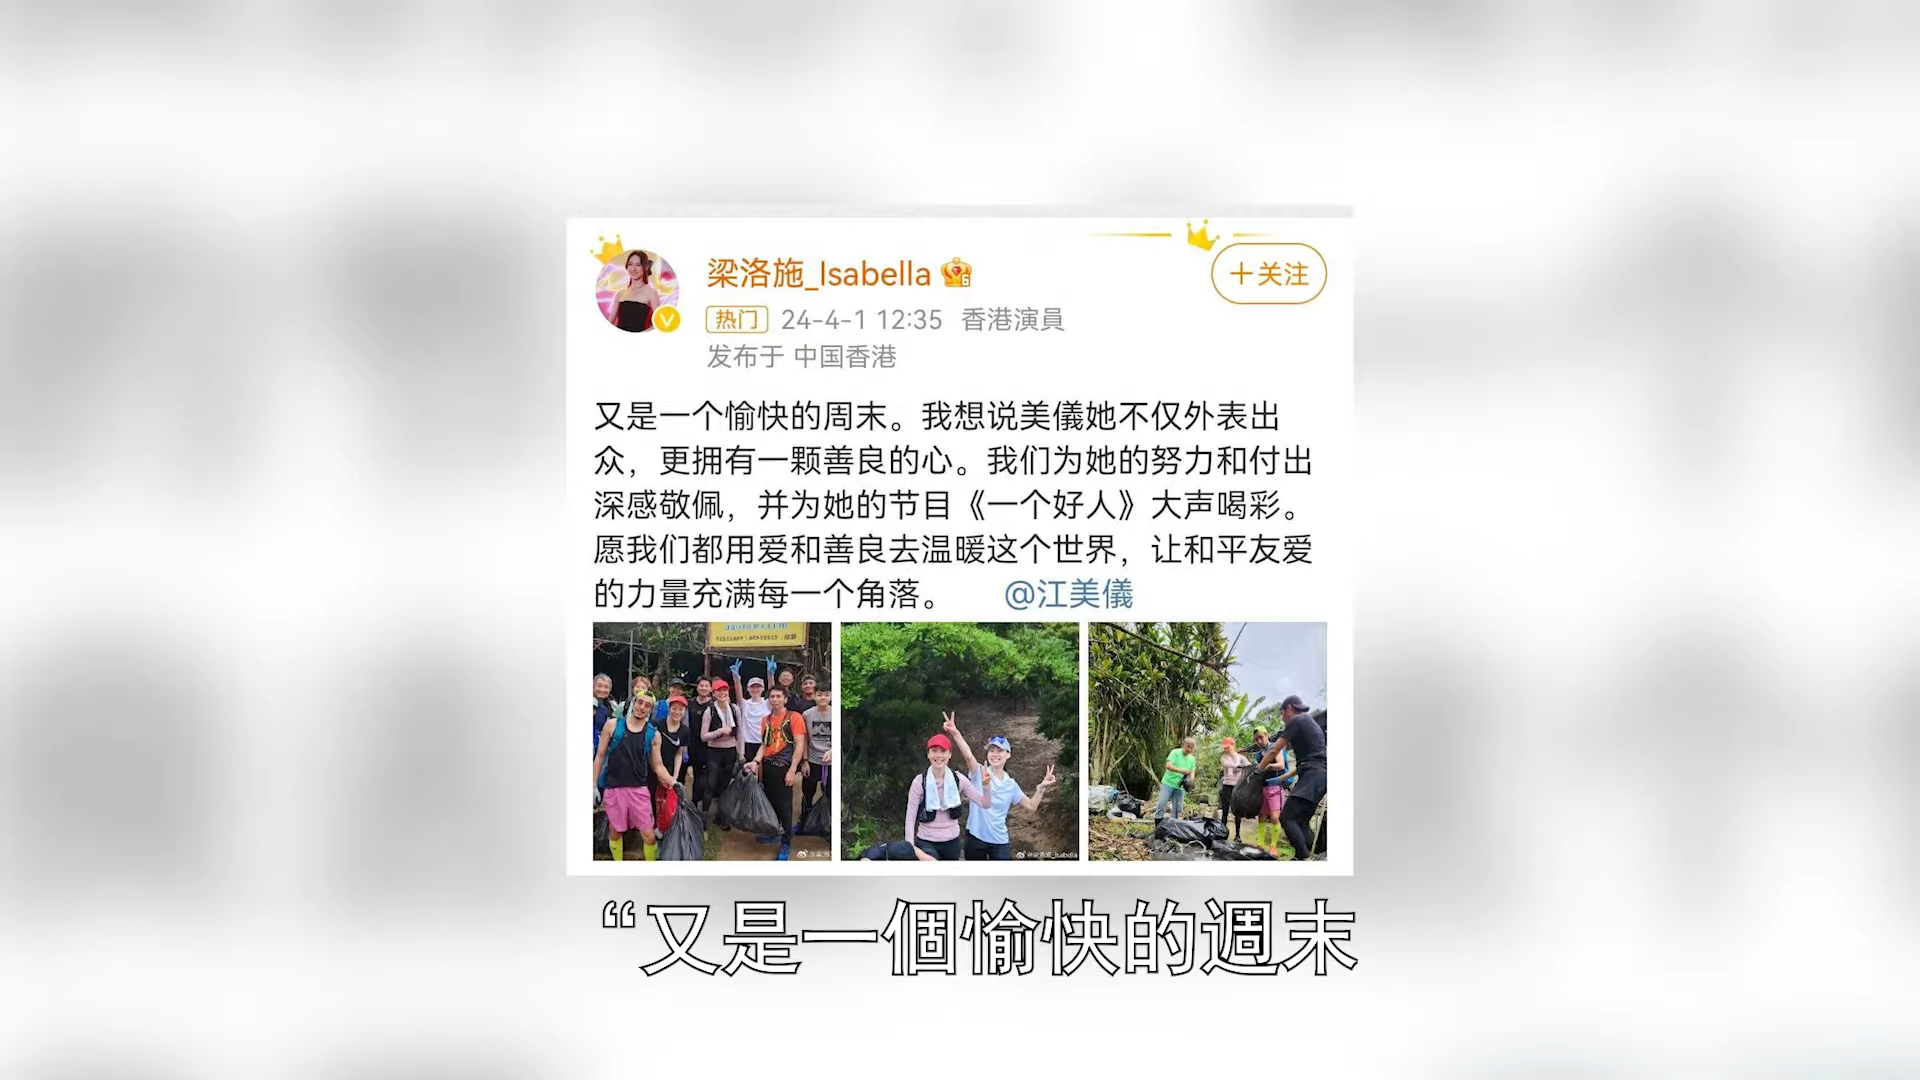 梁洛施_Isabella
+关注
热门 24-4-1 12:35 香港演員
发布于 中国香港
又是一个愉快的周末。我想说美儀她不仅外表出
众，更拥有一颗善良的心。我们为她的努力和付出
深感敬佩，并为她的节目《一个好人》大声喝彩。
愿我们都用爱和善良去温暖这个世界，让和平友爱
的力量充满每一个角落。 @江美儀
“又是一個愉快的週末